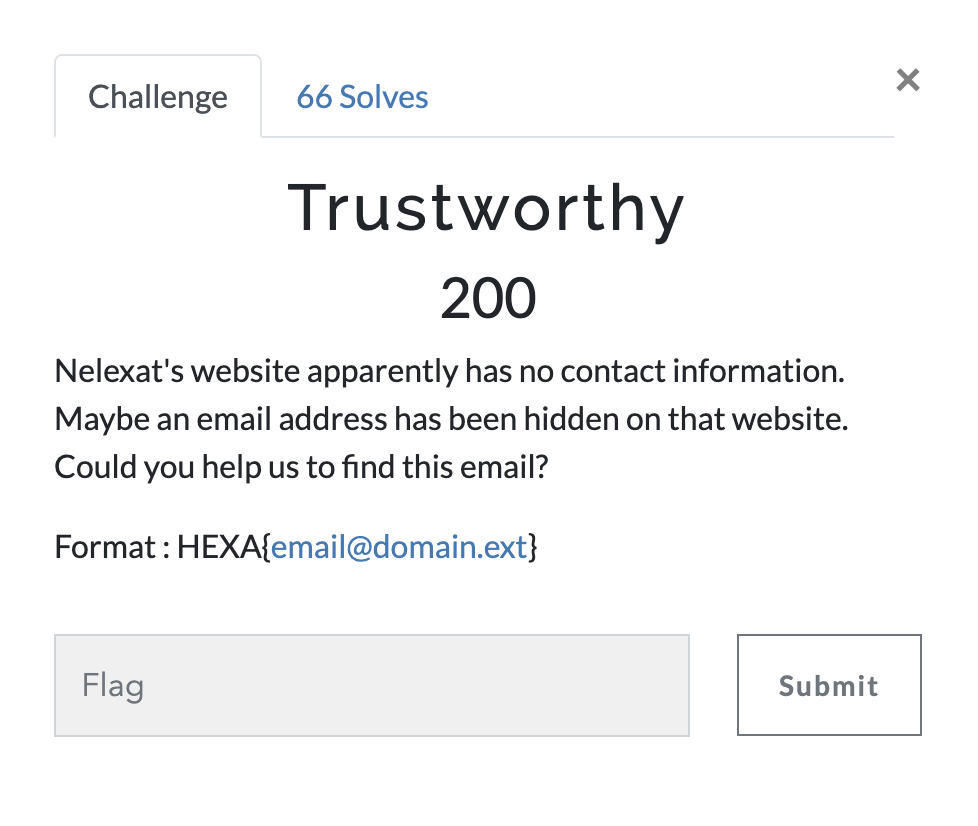 Challenge
66 Solves
×
Trustworthy
200
Nelexat's website apparently has no contact information.
Maybe an email address has been hidden on that website.
Could you help us to find this email?
Format : HEXA{email@domain.ext}
Flag
Submit